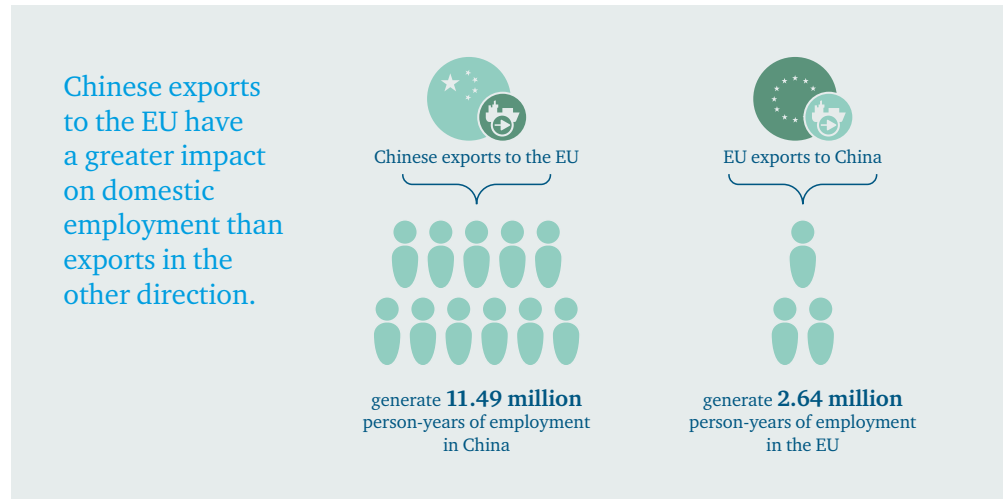 Chinese exports
to the EU have
a greater impact
on domestic
employment than
exports in the
other direction.
Chinese exports to the EU
generate 11.49 million
person-years of employment
in China
EU exports to China
generate 2.64 million
person-years of employment
in the EU